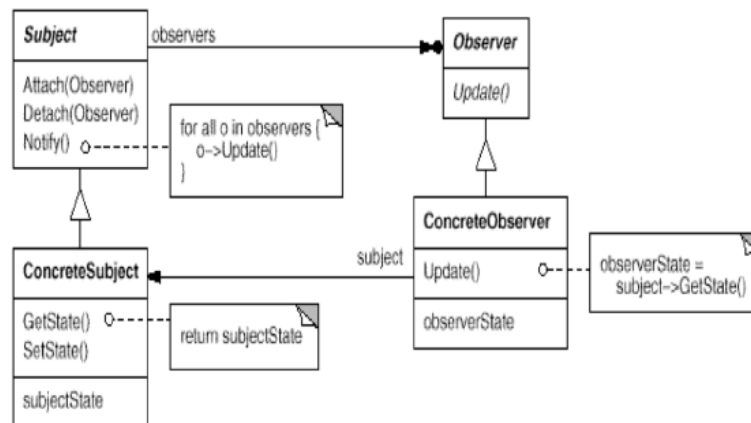 Subject
observers
Observer
Attach(Observer)
Detach(Observer)
Notify()
for all o in observers {
o->Update()
}
Update()
ConcreteSubject
GetState()
SetState()
subjectState
return subjectState
subject
ConcreteObserver
Update()
observerState
observerState =
subject->GetState()